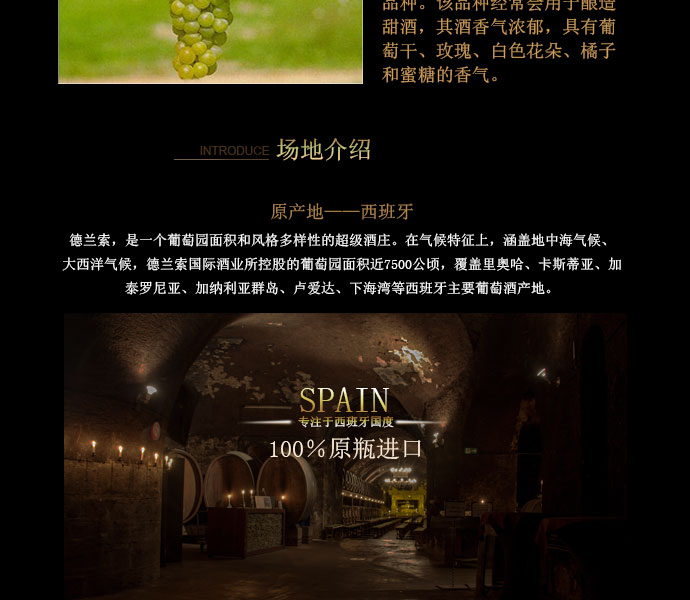 品种。该品种经常会用于酿造
甜酒，其酒香气浓郁，具有葡
萄干、玫瑰、白色花朵、橘子
和蜜糖的香气。
INTRODUCE 场地介绍
原产地——西班牙
德兰索，是一个葡萄园面积和风格多样性的超级酒庄。在气候特征上，涵盖地中海气候、
大西洋气候，德兰索国际酒业所控股的葡萄园面积近7500公顷，覆盖里奥哈、卡斯蒂亚、加
泰罗尼亚、加纳利亚群岛、卢爱达、下海湾等西班牙主要葡萄酒产地。
SPAIN
专注于西班牙国度
100%原瓶进口